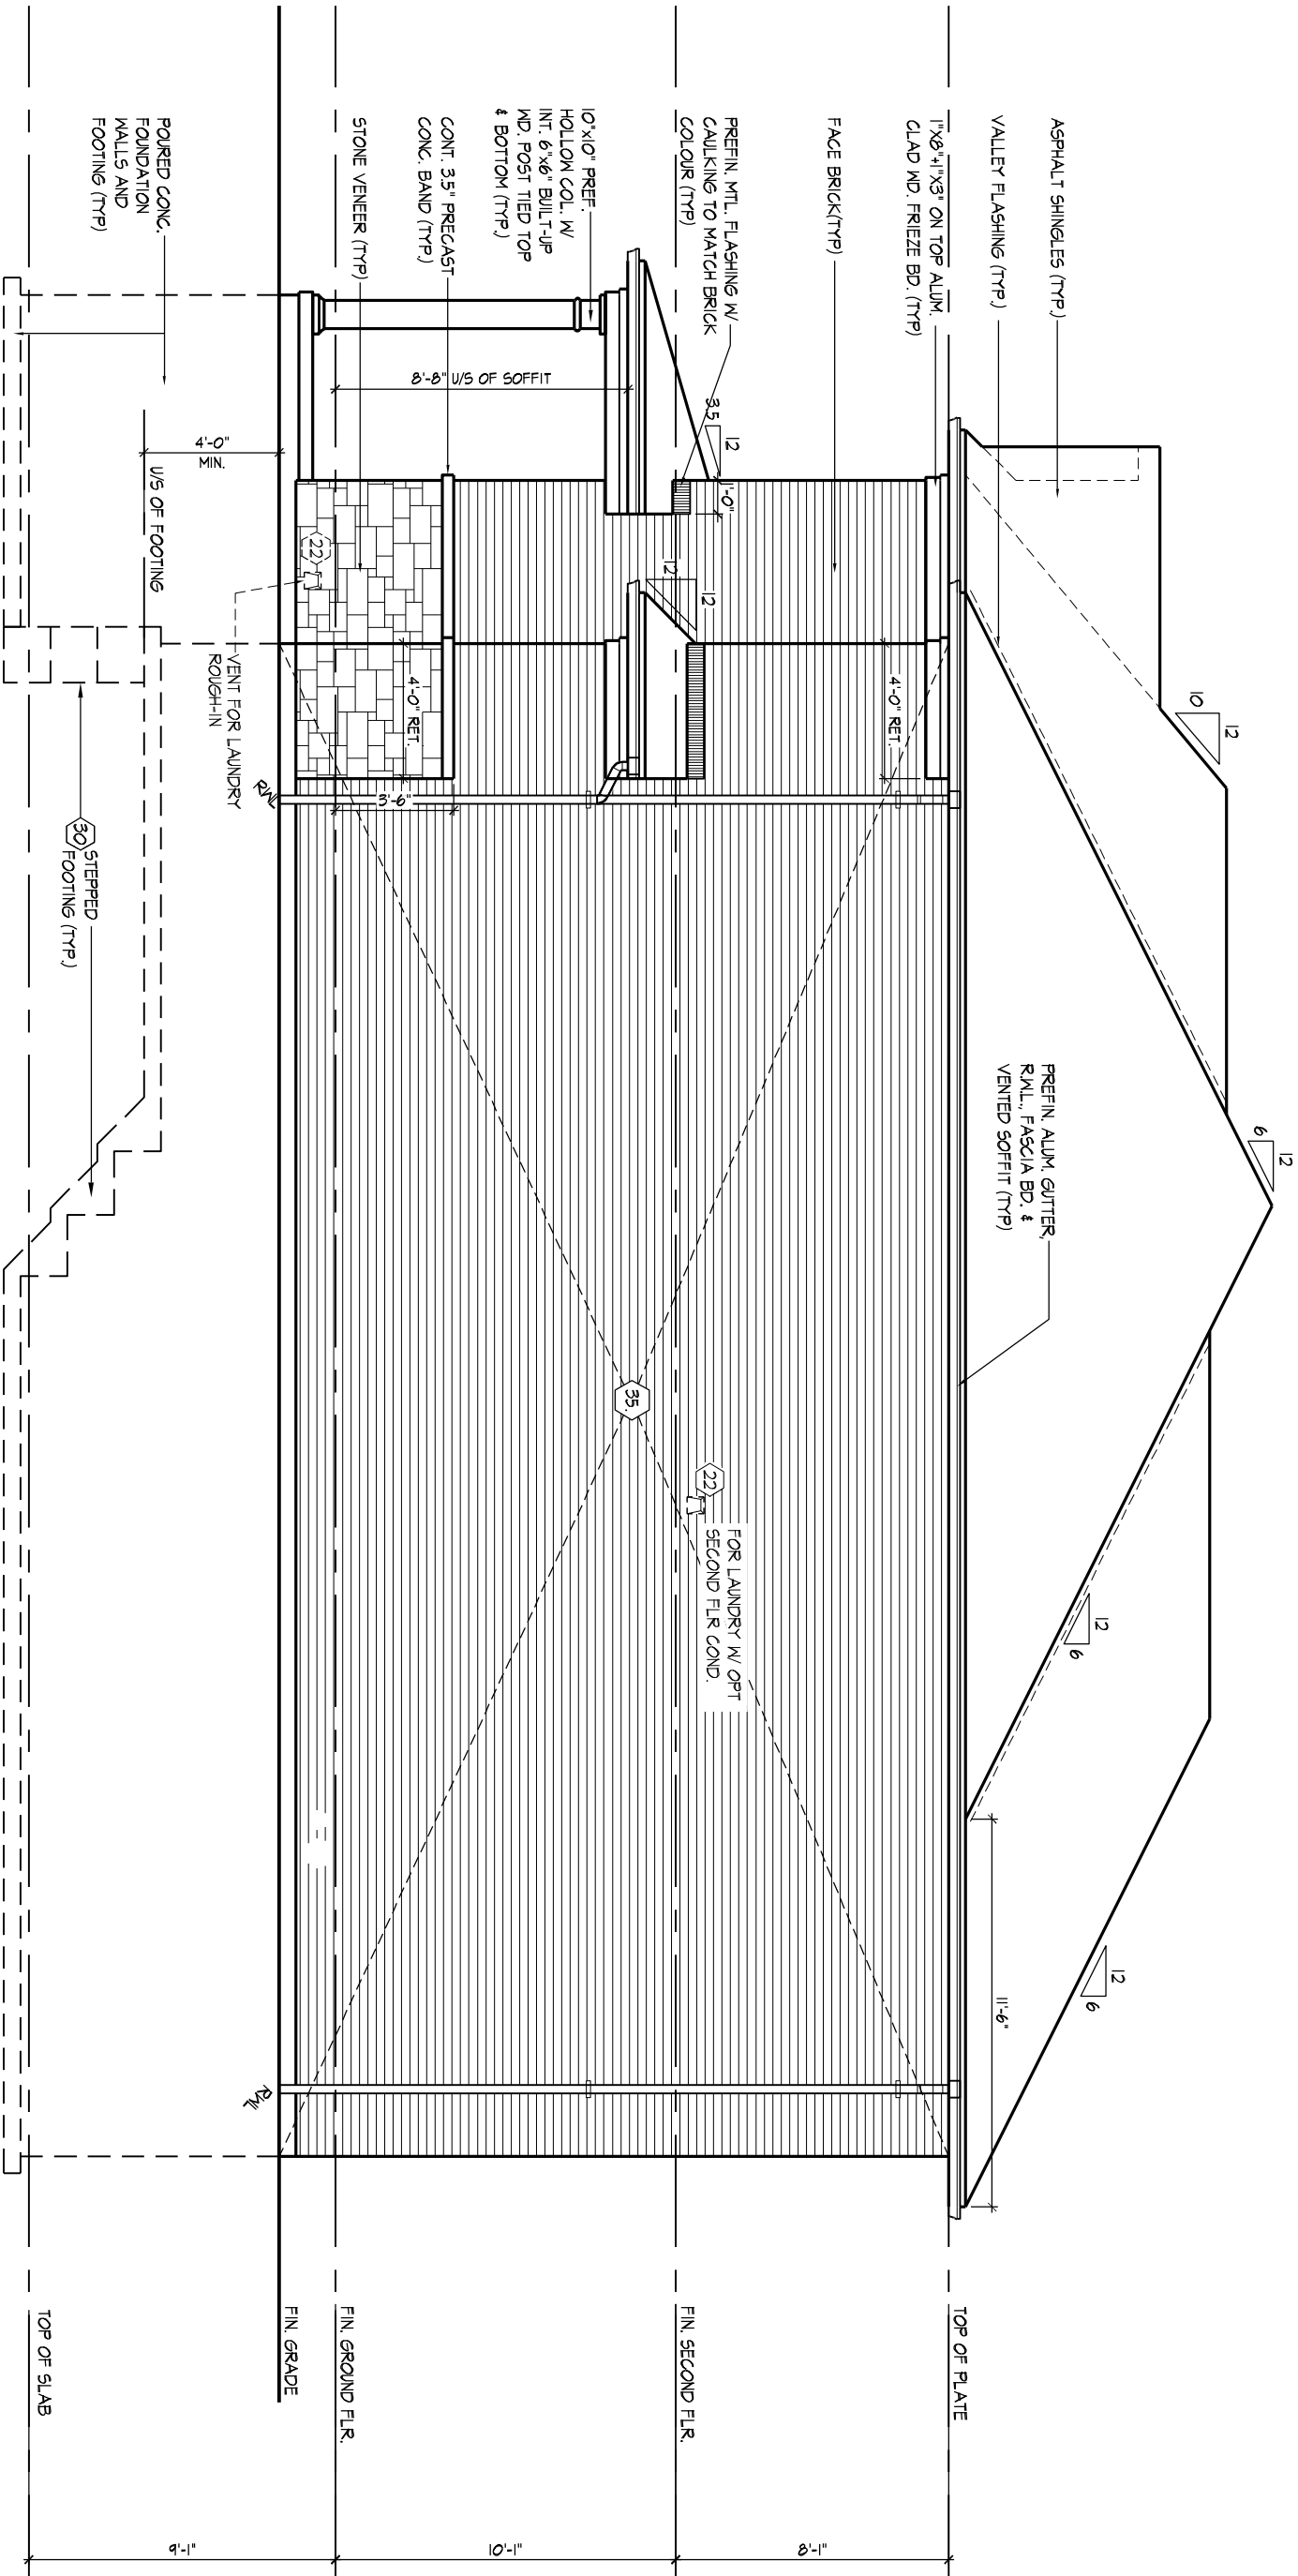 ASPHALT SHINGLES (TYP.)
VALLEY FLASHING (TYP.)
1"X8"+1"X3" ON TOP ALUM.
CLAD WD. FRIEZE BD. (TYP)
FACE BRICK(TYP)
PREFIN. MTL. FLASHING W/
CAULKING TO MATCH BRICK
COLOUR (TYP)
10"x10" PREF.
HOLLOW COL. W/
INT. 6"x6" BUILT-UP
WD. POST TIED TOP
& BOTTOM (TYP.)
CONT. 3.5" PRECAST
CONC. BAND (TYP.)
STONE VENEER (TYP)
POURED CONC.
FOUNDATION
WALLS AND
FOOTING (TYP)
12
10
12
6
PREFIN. ALUM. GUTTER,
R.W.L., FASCIA BD. &
VENTED SOFFIT (TYP)
12
6
12
6
11'-6"
8'-8" U/S OF SOFFIT
12
3.5
1'-0"
12
12
4'-0" RET.
4'-0" RET.
3'-6"
22
VENT FOR LAUNDRY
ROUGH-IN
4'-0"
MIN.
U/S OF FOOTING
RWL
30
STEPPED
FOOTING (TYP.)
35.
22
FOR LAUNDRY W/ OPT
SECOND FLR COND.
RWL
TOP OF PLATE
FIN. SECOND FLR.
FIN. GROUND FLR.
FIN. GRADE
TOP OF SLAB
8'-1"
10'-1"
9'-1"